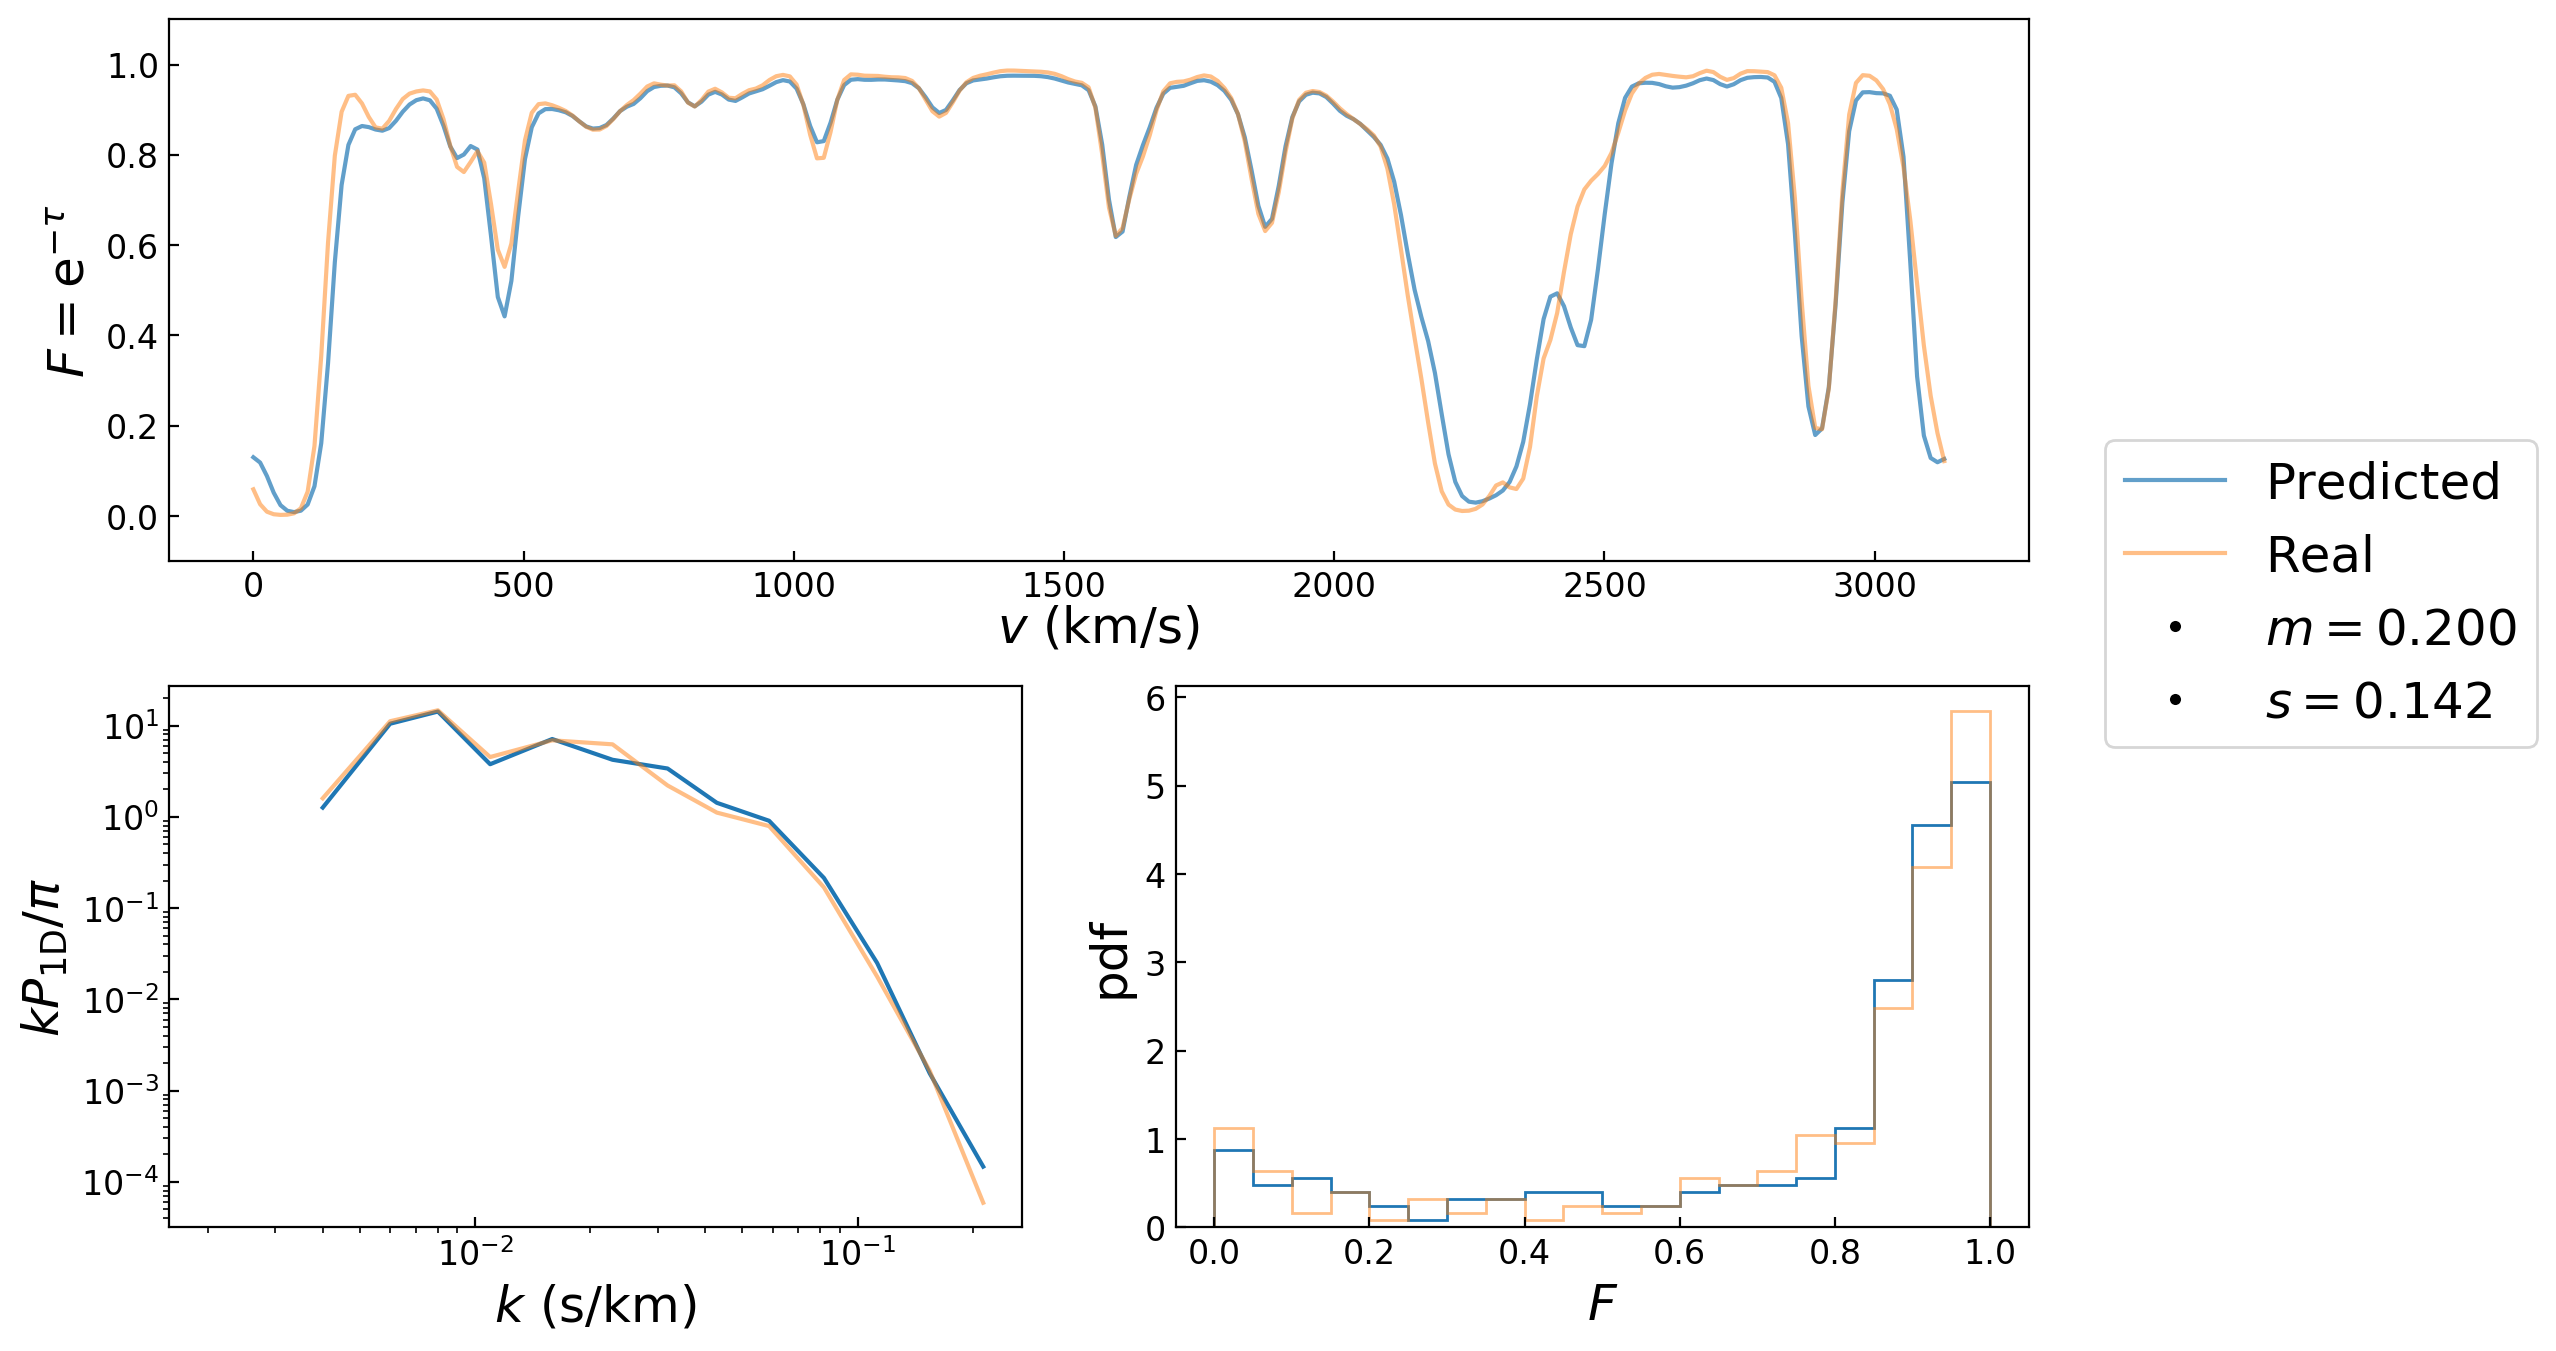 F = e^{−τ}
1.0
0.8
0.6
0.4
0.2
0.0
0 500 1000 1500 2000 2500 3000
v (km/s)
Predicted
Real
m = 0.200
s = 0.142
kP_{1D}/π
10^{1}
10^{0}
10^{−1}
10^{−2}
10^{−3}
10^{−4}
10^{−2} 10^{−1}
k (s/km)
pdf
6
5
4
3
2
1
0
0.0 0.2 0.4 0.6 0.8 1.0
F